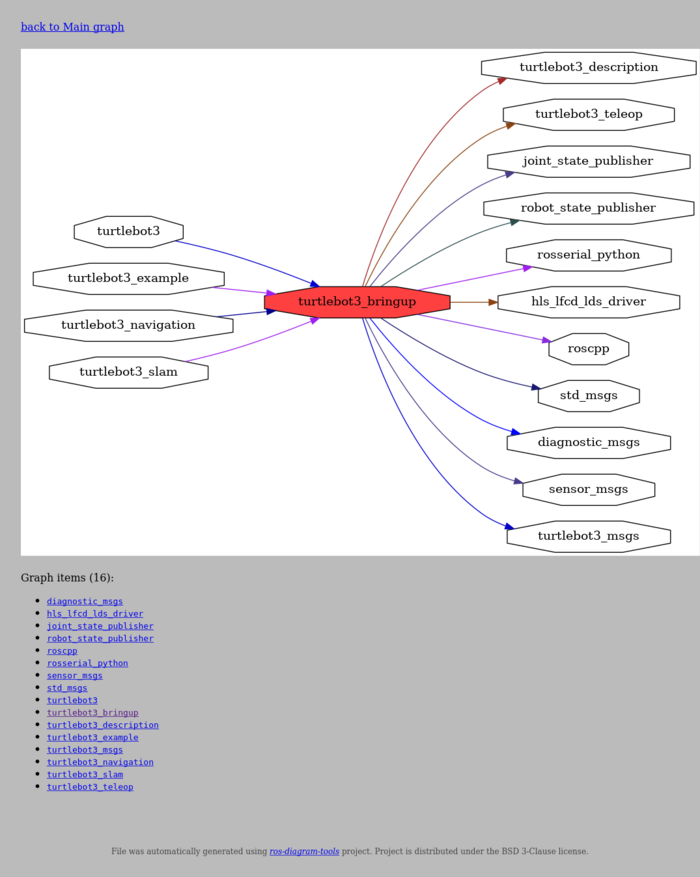 back to Main graph
turtlebot3_description
turtlebot3_teleop
joint_state_publisher
robot_state_publisher
turtlebot3
rosserial_python
turtlebot3_example
turtlebot3_bringup
hls_lfcd_lds_driver
turtlebot3_navigation
roscpp
turtlebot3_slam
std_msgs
diagnostic_msgs
sensor_msgs
turtlebot3_msgs
Graph items (16):
diagnostic_msgs
hls_lfcd_lds_driver
joint_state_publisher
robot_state_publisher
roscpp
rosserial_python
sensor_msgs
std_msgs
turtlebot3
turtlebot3_bringup
turtlebot3_description
turtlebot3_example
turtlebot3_msgs
turtlebot3_navigation
turtlebot3_slam
turtlebot3_teleop
File was automatically generated using ros-diagram-tools project. Project is distributed under the BSD 3-Clause license.